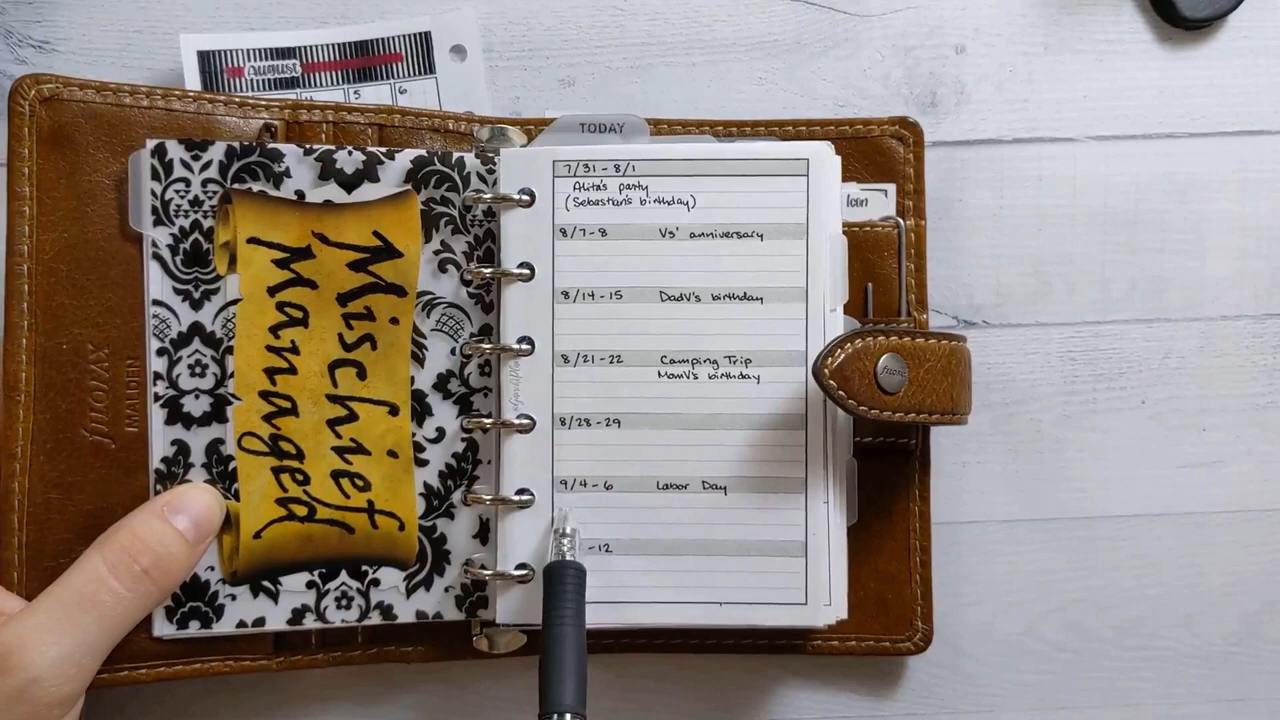 August
5
6
TODAY
Icon
filofax
MALDEN
Mischief
Managed
7/31 - 8/1
Alita's party
(Sebastian's birthday)
8/7-8 Vs' anniversary
8/14-15 DadV's birthday
8/21-22 Camping Trip
MomV's birthday
8/28-29
9/4-6 Labor Day
-12